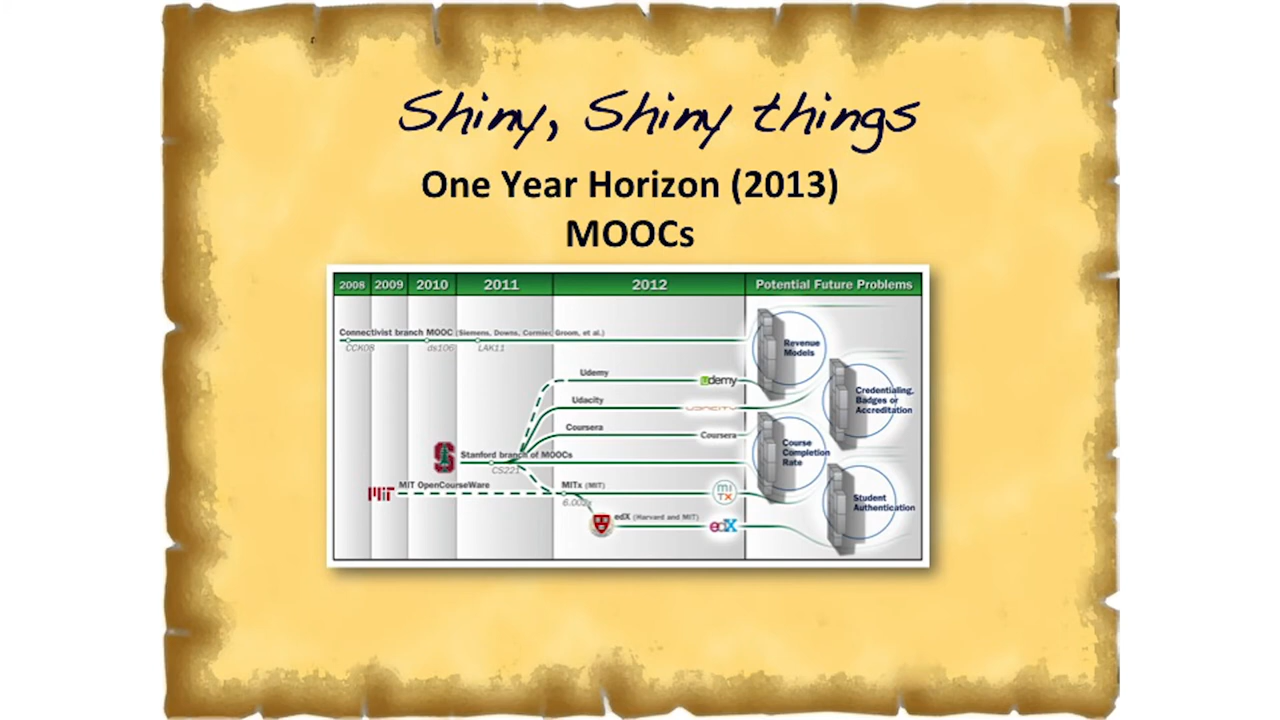 Shiny, Shiny things
One Year Horizon (2013)
MOOCs
2008 2009 2010 2011 2012 Potential Future Problems
Connectivist branch MOOC (Siemens, Downs, Cormier, Groom, et al.)
CCK08 ds106 LAK11
Revenue
Models
Udemy
udemy
Udacity
UDACITY
Credentialing,
Badges or
Accreditation
Coursera
Coursera
Stanford branch of MOOCs
CS221
Course
Completion
Rate
MIT
MIT OpenCourseWare
MITx (MIT)
6.002x
MITX
edX (Harvard and MIT)
edX
Student
Authentication